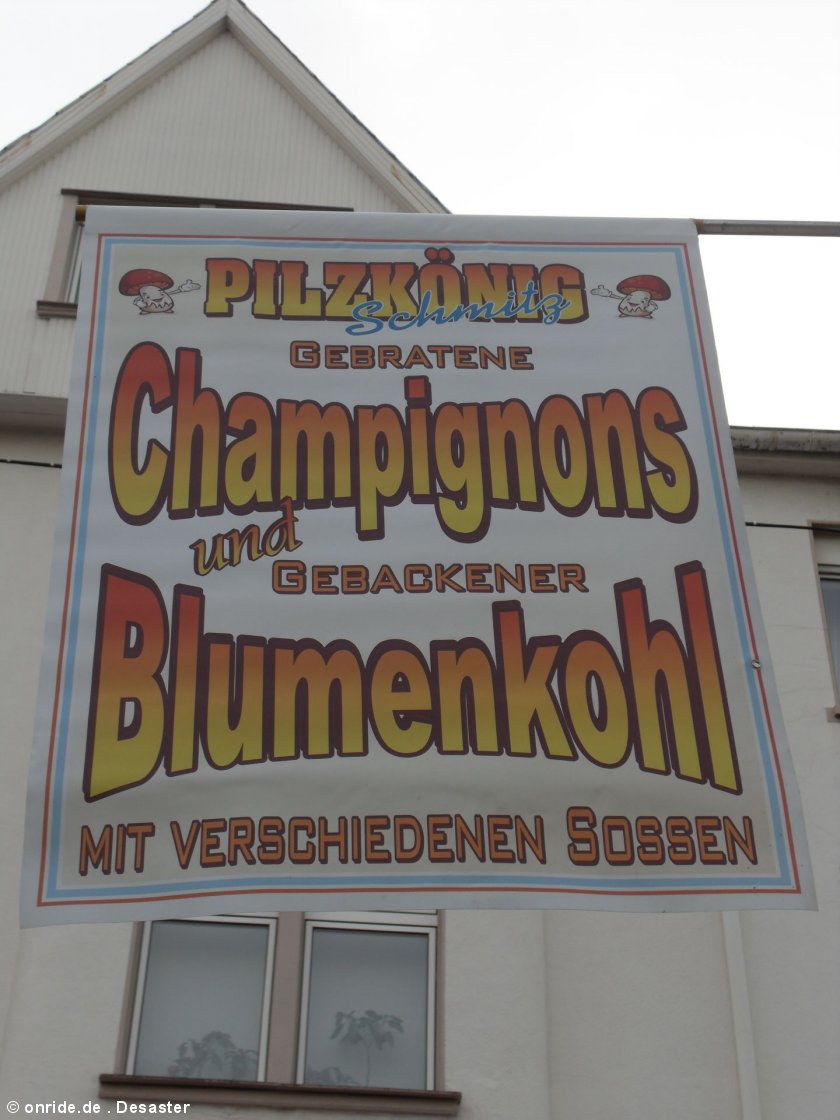 PILZKÖNIG
Schmitz
GEBRATENE
Champignons
und
GEBACKENER
Blumenkohl
MIT VERSCHIEDENEN SOSSEN
© onride.de . Desaster